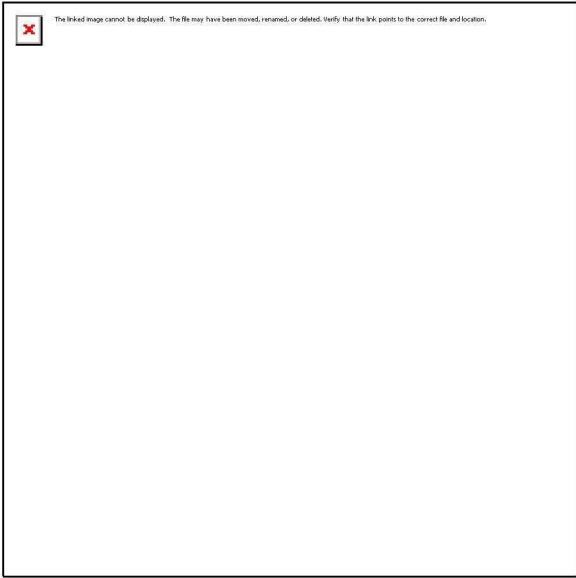 The linked image cannot be displayed.  The file may have been moved, renamed, or deleted. Verify that the link points to the correct file and location.